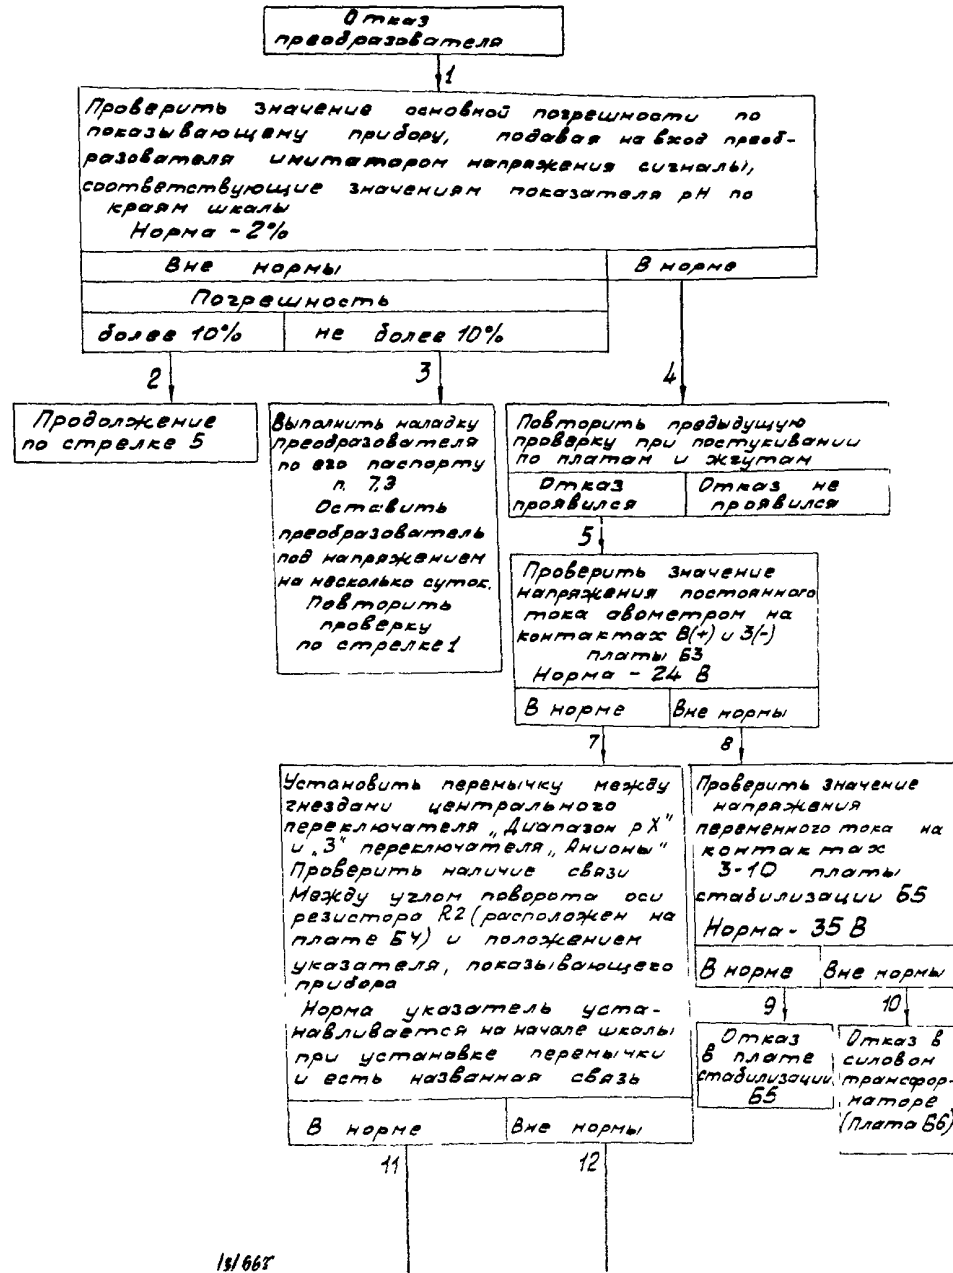 Отказ
преобразователя
1
Проверить значение основной погрешности по
показывающему прибору, подавая на вход преоб-
разователя имитатором напряжения сигналы,
соответствующие значениям показателя pH по
краям шкалы
Норма - 2%
Вне нормы
В норме
Погрешность
более 10%
не более 10%
2
3
4
Продолжение
по стрелке 5
Выполнить наладку
преобразователя
по его паспорту
п. 7.3
Оставить
преобразователь
под напряжением
на несколько суток.
Повторить
проверку
по стрелке 1
Повторить предыдущую
проверку при постукивании
по платам и жгутам
Отказ
проявился
Отказ не
проявился
5
Проверить значение
напряжения постоянного
тока авометром на
контактах В(+) и З(-)
платы Б3
Норма - 24 В
В норме
Вне нормы
7
8
Установить перемычку между
гнездами центрального
переключателя „Диапазон рХ"
и „3" переключателя „Анионы"
Проверить наличие связи
Между углом поворота оси
резистора R2 (расположен на
плате Б4) и положением
указателя, показывающего
прибора
Норма указатель уста-
навливается на начале шкалы
при установке перемычки
и есть названная связь
В норме
Вне нормы
11
12
Проверить значение
напряжения
переменного тока на
контактах
3-10 платы
стабилизации Б5
Норма - 35 В
В норме
Вне нормы
9
10
Отказ
в плате
стабилизации
Б5
Отказ в
силовом
трансфор-
маторе
(Плата Б6)